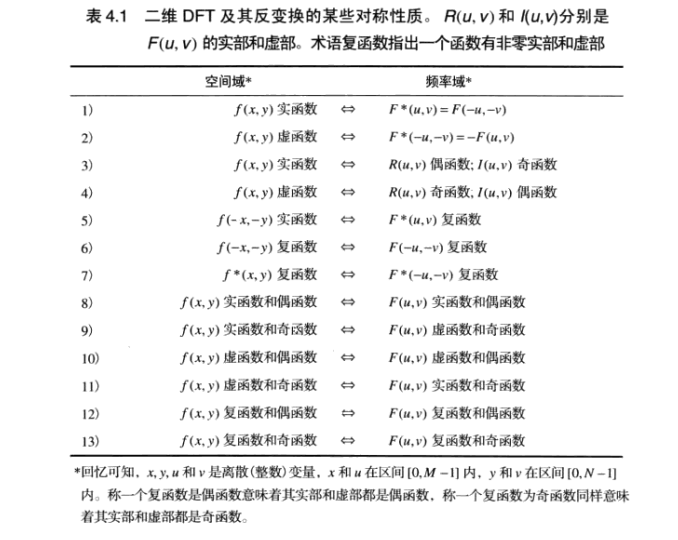 表 4.1 二维 DFT 及其反变换的某些对称性质。R(u, v) 和 I(u,v)分别是
F(u, v) 的实部和虚部。术语复函数指出一个函数有非零实部和虚部
空间域* 频率域*
1) f(x, y) 实函数 ⇔ F*(u,v) = F(-u,-v)
2) f(x, y) 虚函数 ⇔ F*(-u,-v) = -F(u,v)
3) f(x, y) 实函数 ⇔ R(u,v) 偶函数; I(u,v) 奇函数
4) f(x, y) 虚函数 ⇔ R(u,v) 奇函数, I(u,v) 偶函数
5) f(-x,-y) 实函数 ⇔ F*(u,v) 复函数
6) f(-x,-y) 复函数 ⇔ F(-u,-v) 复函数
7) f*(x, y) 复函数 ⇔ F*(-u,-v) 复函数
8) f(x, y) 实函数和偶函数 ⇔ F(u,v) 实函数和偶函数
9) f(x, y) 实函数和奇函数 ⇔ F(u,v) 虚函数和奇函数
10) f(x, y) 虚函数和偶函数 ⇔ F(u,v) 虚函数和偶函数
11) f(x, y) 虚函数和奇函数 ⇔ F(u,v) 实函数和奇函数
12) f(x, y) 复函数和偶函数 ⇔ F(u,v) 复函数和偶函数
13) f(x, y) 复函数和奇函数 ⇔ F(u,v) 复函数和奇函数
*回忆可知，x, y, u 和 v 是离散(整数)变量，x 和 u 在区间 [0, M -1] 内，y 和 v 在区间 [0, N -1]
内。称一个复函数是偶函数意味着其实部和虚部都是偶函数，称一个复函数为奇函数同样意味
着其实部和虚部都是奇函数。